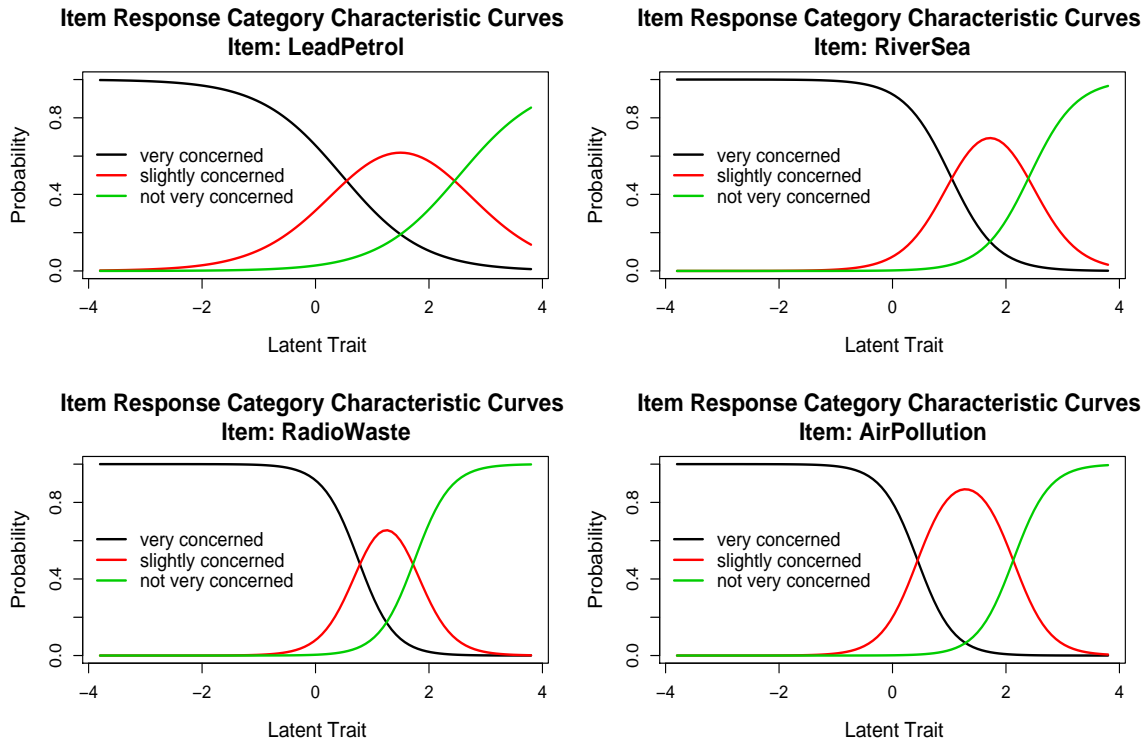 Item Response Category Characteristic Curves
Item: LeadPetrol
Probability
0.0 0.4 0.8
very concerned
slightly concerned
not very concerned
−4 −2 0 2 4
Latent Trait
Item Response Category Characteristic Curves
Item: RiverSea
Probability
0.0 0.4 0.8
very concerned
slightly concerned
not very concerned
−4 −2 0 2 4
Latent Trait
Item Response Category Characteristic Curves
Item: RadioWaste
Probability
0.0 0.4 0.8
very concerned
slightly concerned
not very concerned
−4 −2 0 2 4
Latent Trait
Item Response Category Characteristic Curves
Item: AirPollution
Probability
0.0 0.4 0.8
very concerned
slightly concerned
not very concerned
−4 −2 0 2 4
Latent Trait